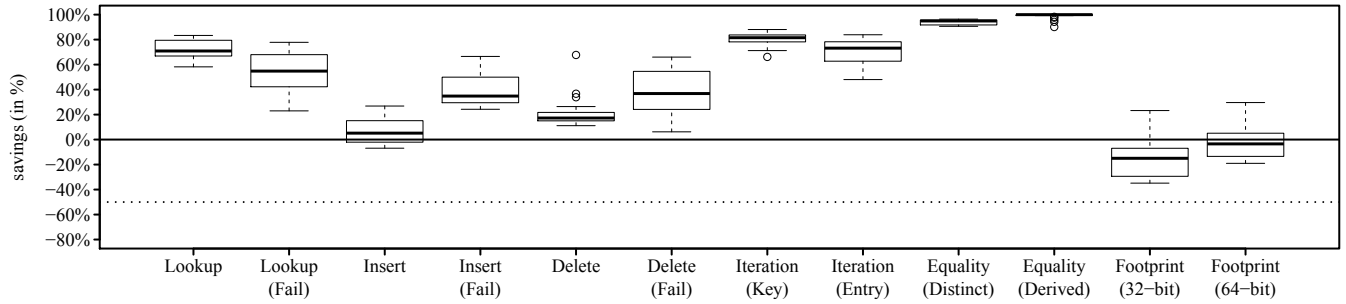 100%
80%
60%
40%
20%
0%
−20%
−40%
−60%
−80%
savings (in %)
Lookup
Lookup
(Fail)
Insert
Insert
(Fail)
Delete
Delete
(Fail)
Iteration
(Key)
Iteration
(Entry)
Equality
(Distinct)
Equality
(Derived)
Footprint
(32−bit)
Footprint
(64−bit)